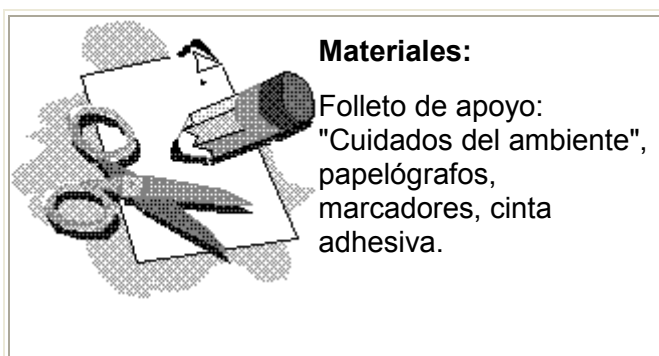 Materiales:
Folleto de apoyo:
"Cuidados del ambiente",
papelógrafos,
marcadores, cinta
adhesiva.